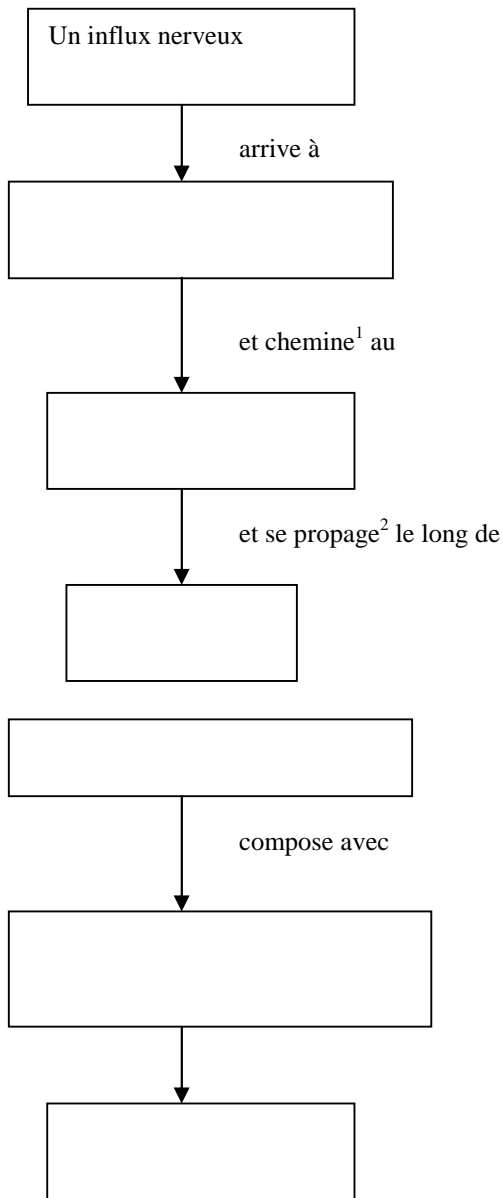 Un influx nerveux
arrive à
et chemine¹ au
et se propage² le long de
compose avec